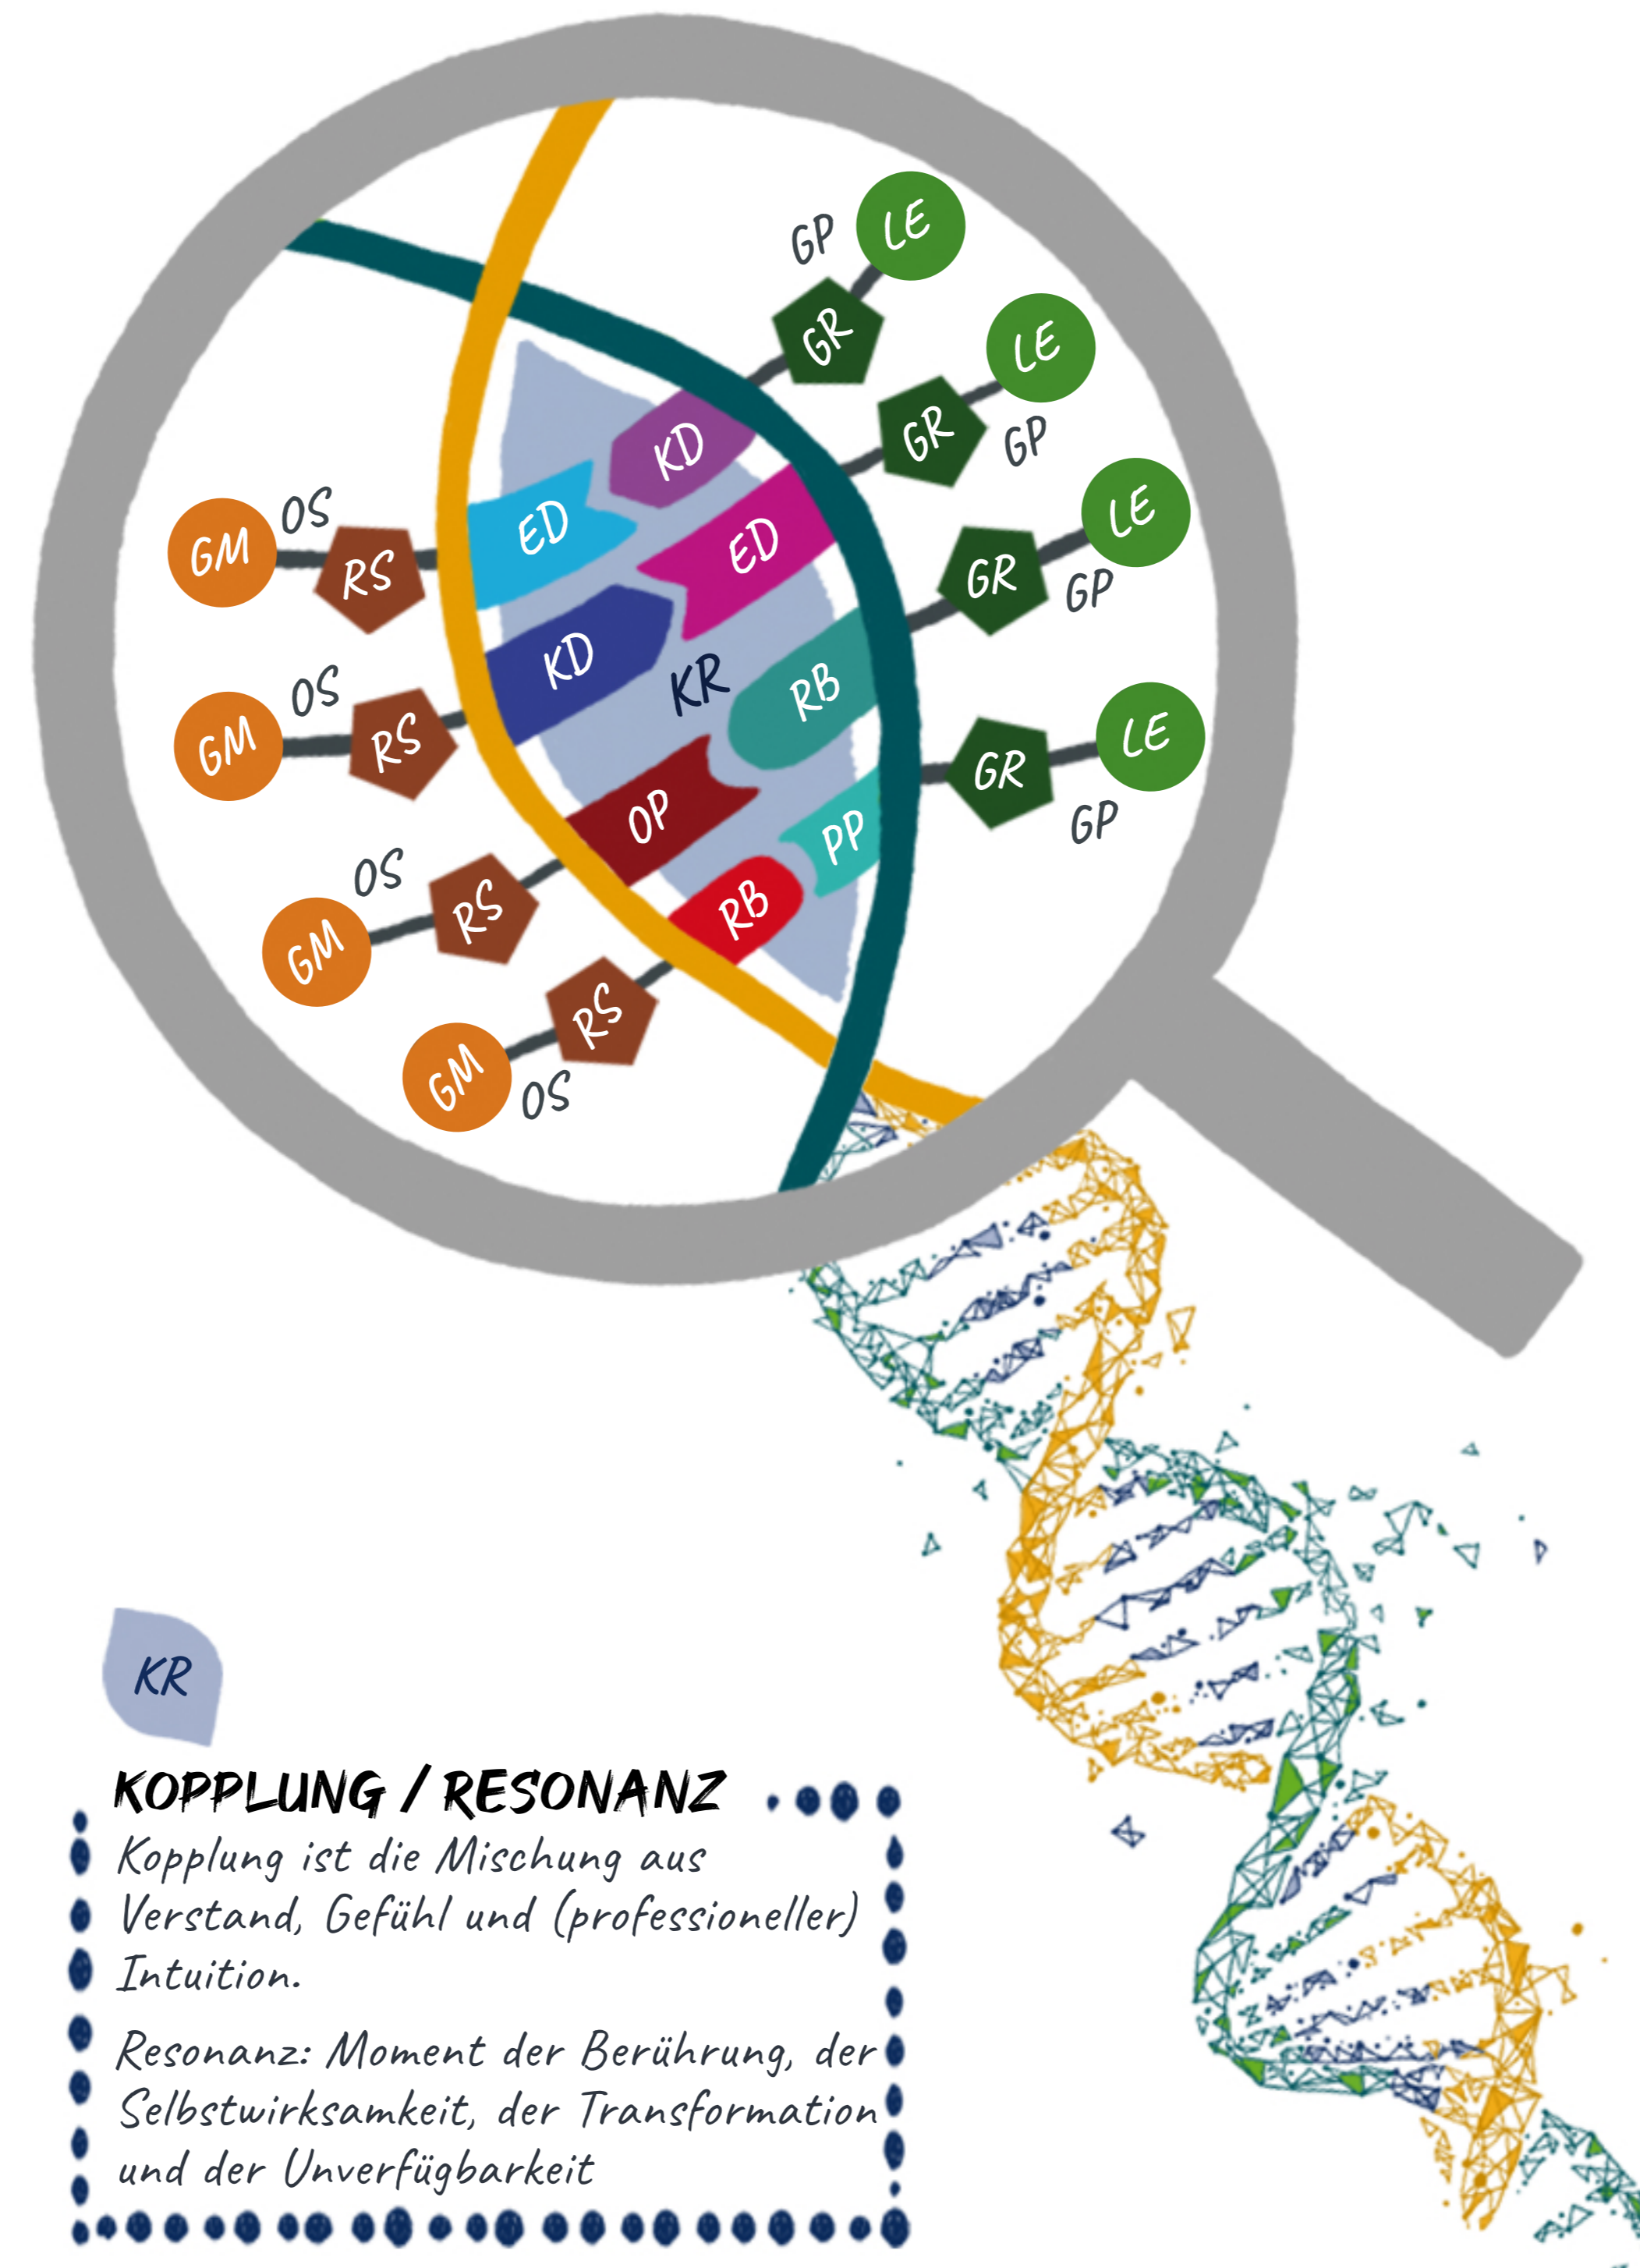 GP
LE
GR
LE
GR
GP
KD
LE
OS
ED
ED
GM
RS
GR
GP
KD
OS
KR
RB
GM
RS
LE
GR
OP
GP
PP
OS
RB
RS
GM
RS
GM
OS
KR
KOPPLUNG / RESONANZ
Kopplung ist die Mischung aus
Verstand, Gefühl und (professioneller)
Intuition.
Resonanz: Moment der Berührung, der
Selbstwirksamkeit, der Transformation
und der Unverfügbarkeit